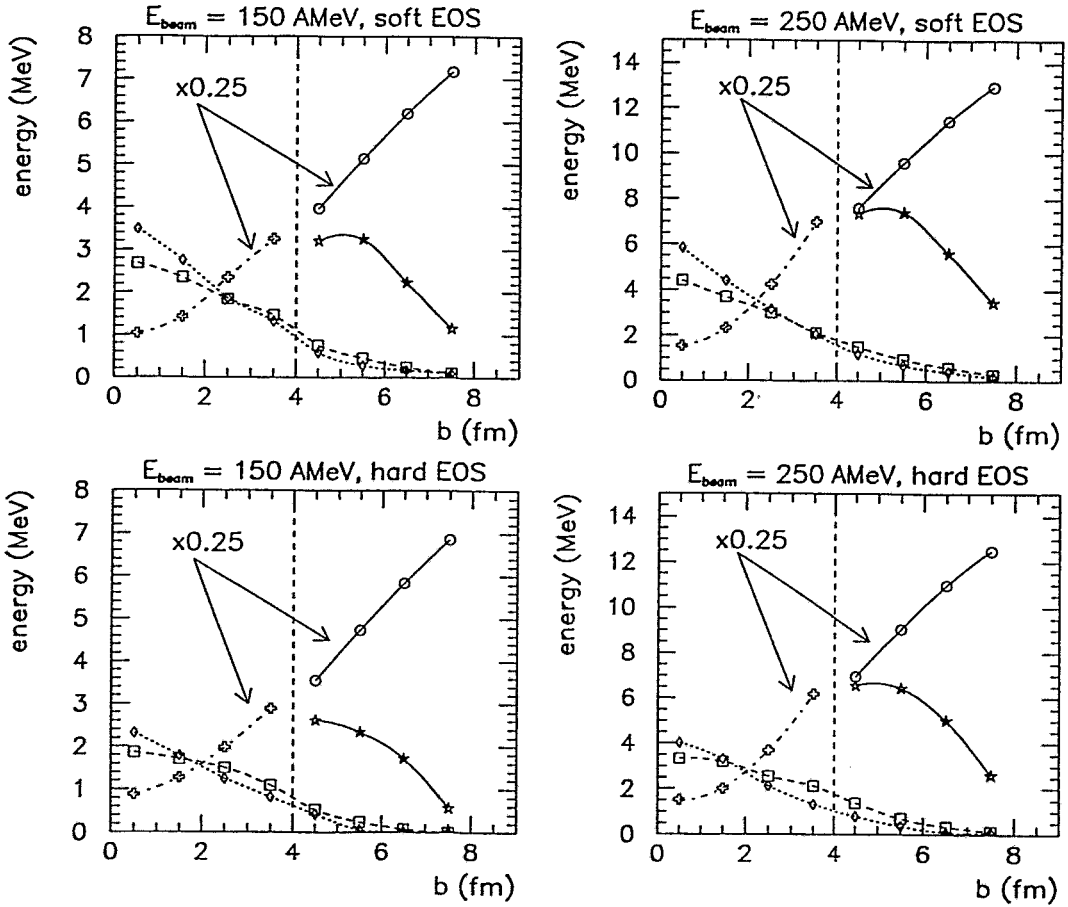 E_beam = 150 AMeV, soft EOS
energy (MeV)
8
7
6
5
4
3
2
1
0
x0.25
0 2 4 6 8
b (fm)
E_beam = 250 AMeV, soft EOS
energy (MeV)
14
12
10
8
6
4
2
0
x0.25
0 2 4 6 8
b (fm)
E_beam = 150 AMeV, hard EOS
energy (MeV)
8
7
6
5
4
3
2
1
0
x0.25
0 2 4 6 8
b (fm)
E_beam = 250 AMeV, hard EOS
energy (MeV)
14
12
10
8
6
4
2
0
x0.25
0 2 4 6 8
b (fm)